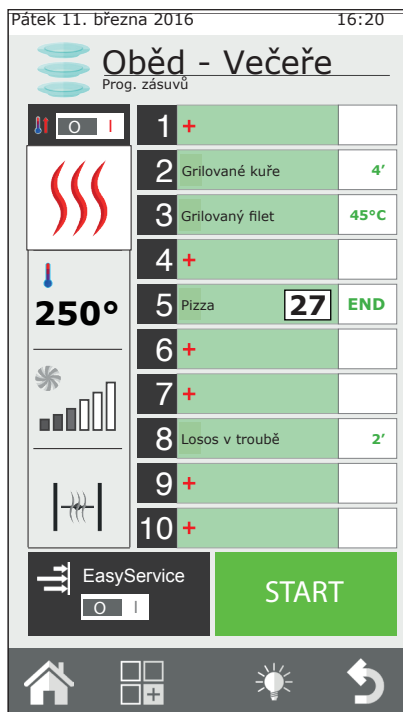 Pátek 11. března 2016 16:20
Oběd - Večeře
Prog. zásuvů
O I
1 +
2 Grilované kuře 4’
3 Grilovaný filet 45°C
4 +
250°
5 Pizza 27 END
6 +
7 +
8 Losos v troubě 2’
9 +
10 +
EasyService
O I
START